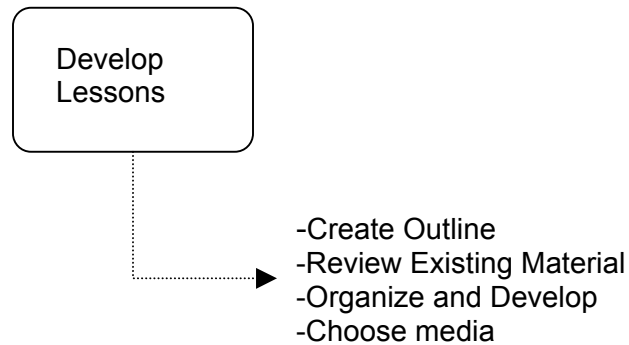 Develop
Lessons
-Create Outline
-Review Existing Material
-Organize and Develop
-Choose media